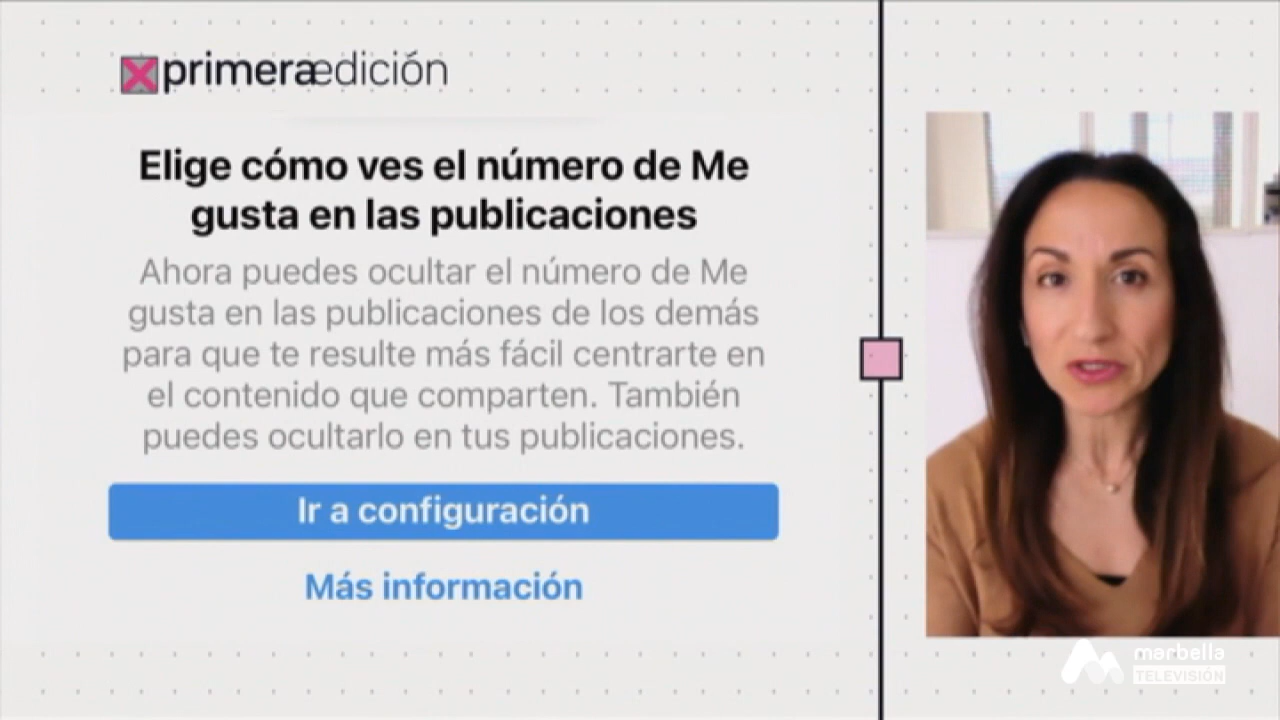 primeraedición
Elige cómo ves el número de Me
gusta en las publicaciones
Ahora puedes ocultar el número de Me
gusta en las publicaciones de los demás
para que te resulte más fácil centrarte en
el contenido que comparten. También
puedes ocultarlo en tus publicaciones.
Ir a configuración
Más información
marbella
TELEVISIÓN